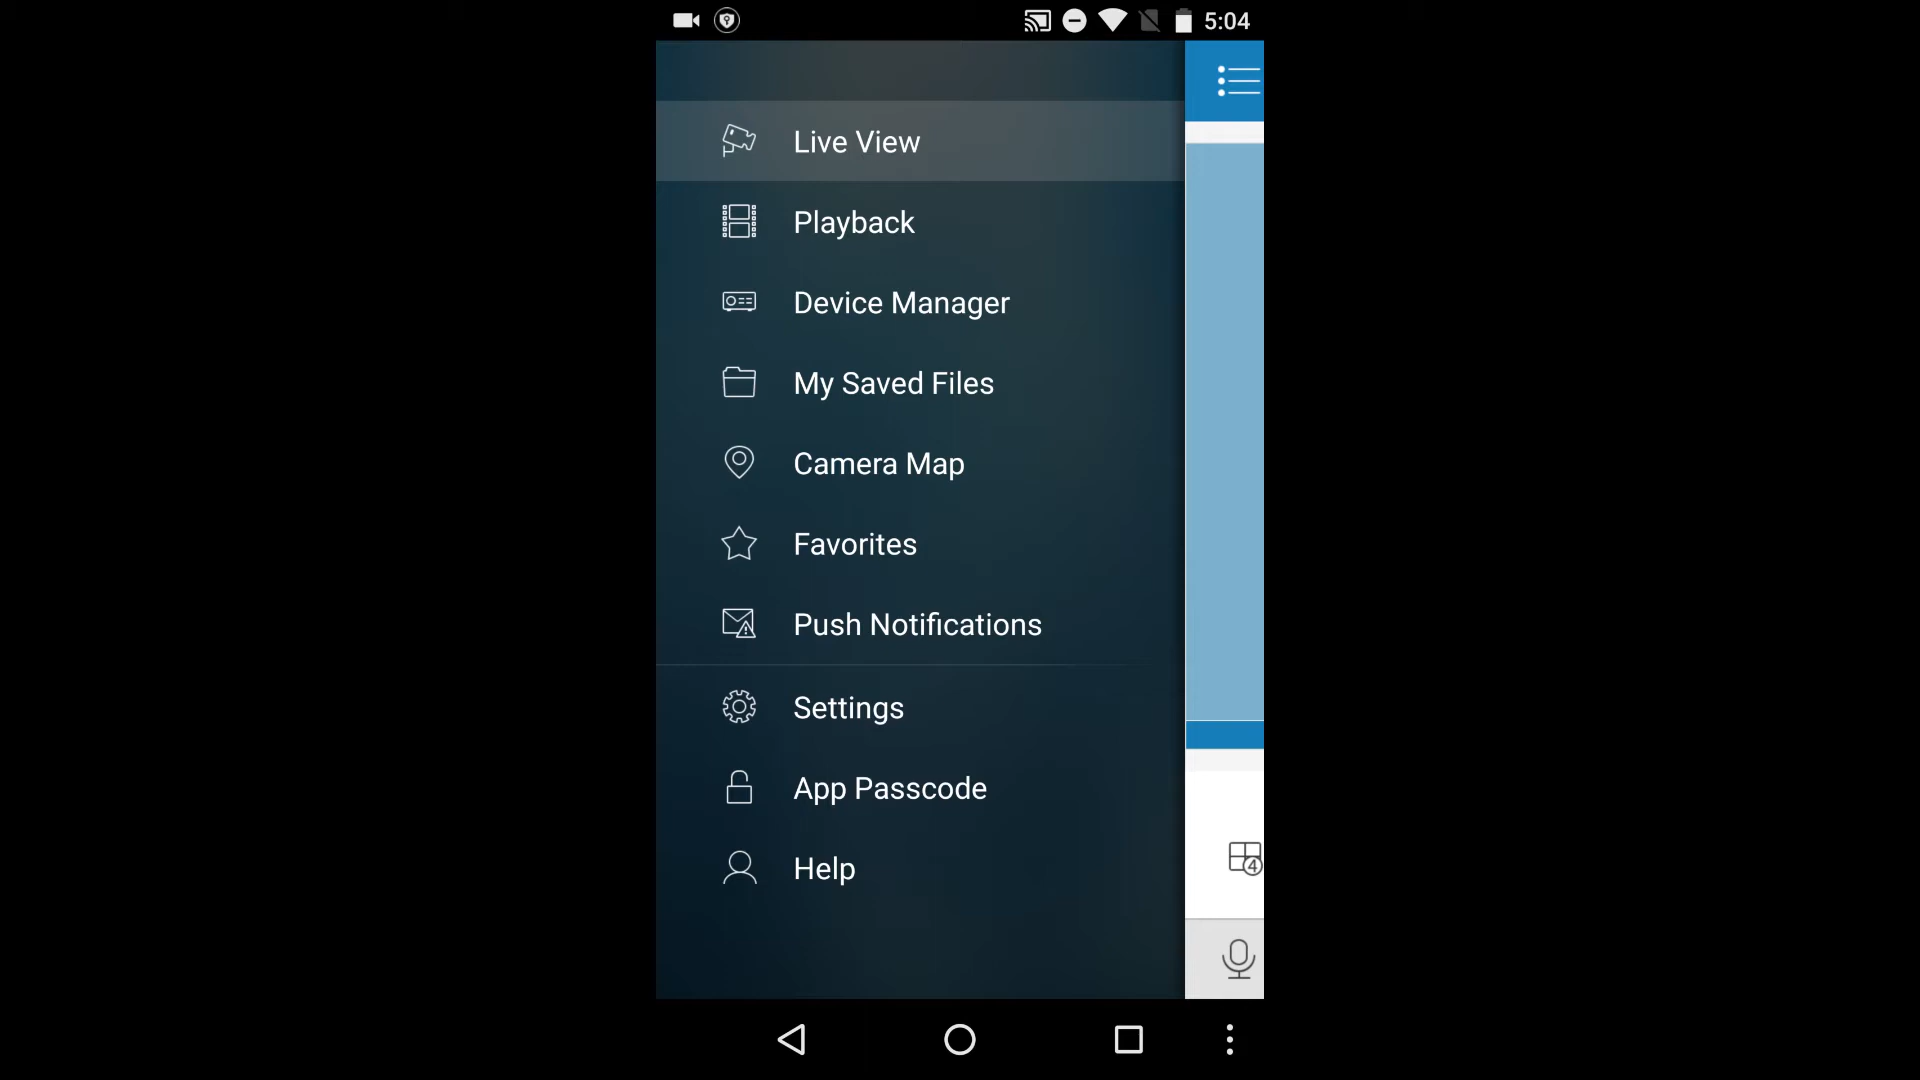 5:04
Live View
Playback
Device Manager
My Saved Files
Camera Map
Favorites
Push Notifications
Settings
App Passcode
Help
4